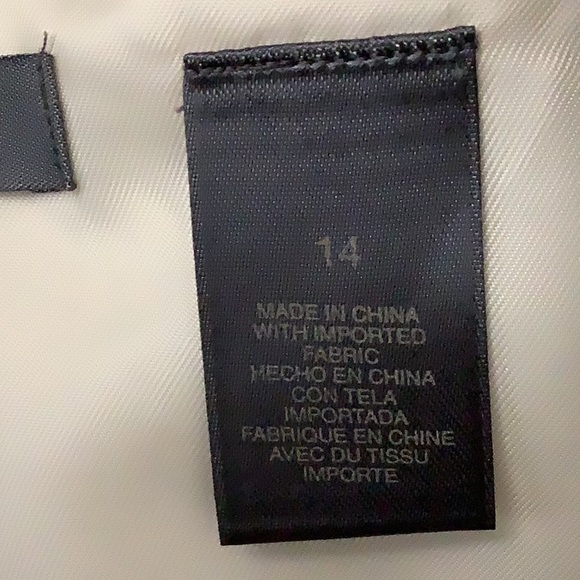 14
MADE IN CHINA
WITH IMPORTED
FABRIC
HECHO EN CHINA
CON TELA
IMPORTADA
FABRIQUE EN CHINE
AVEC DU TISSU
IMPORTE